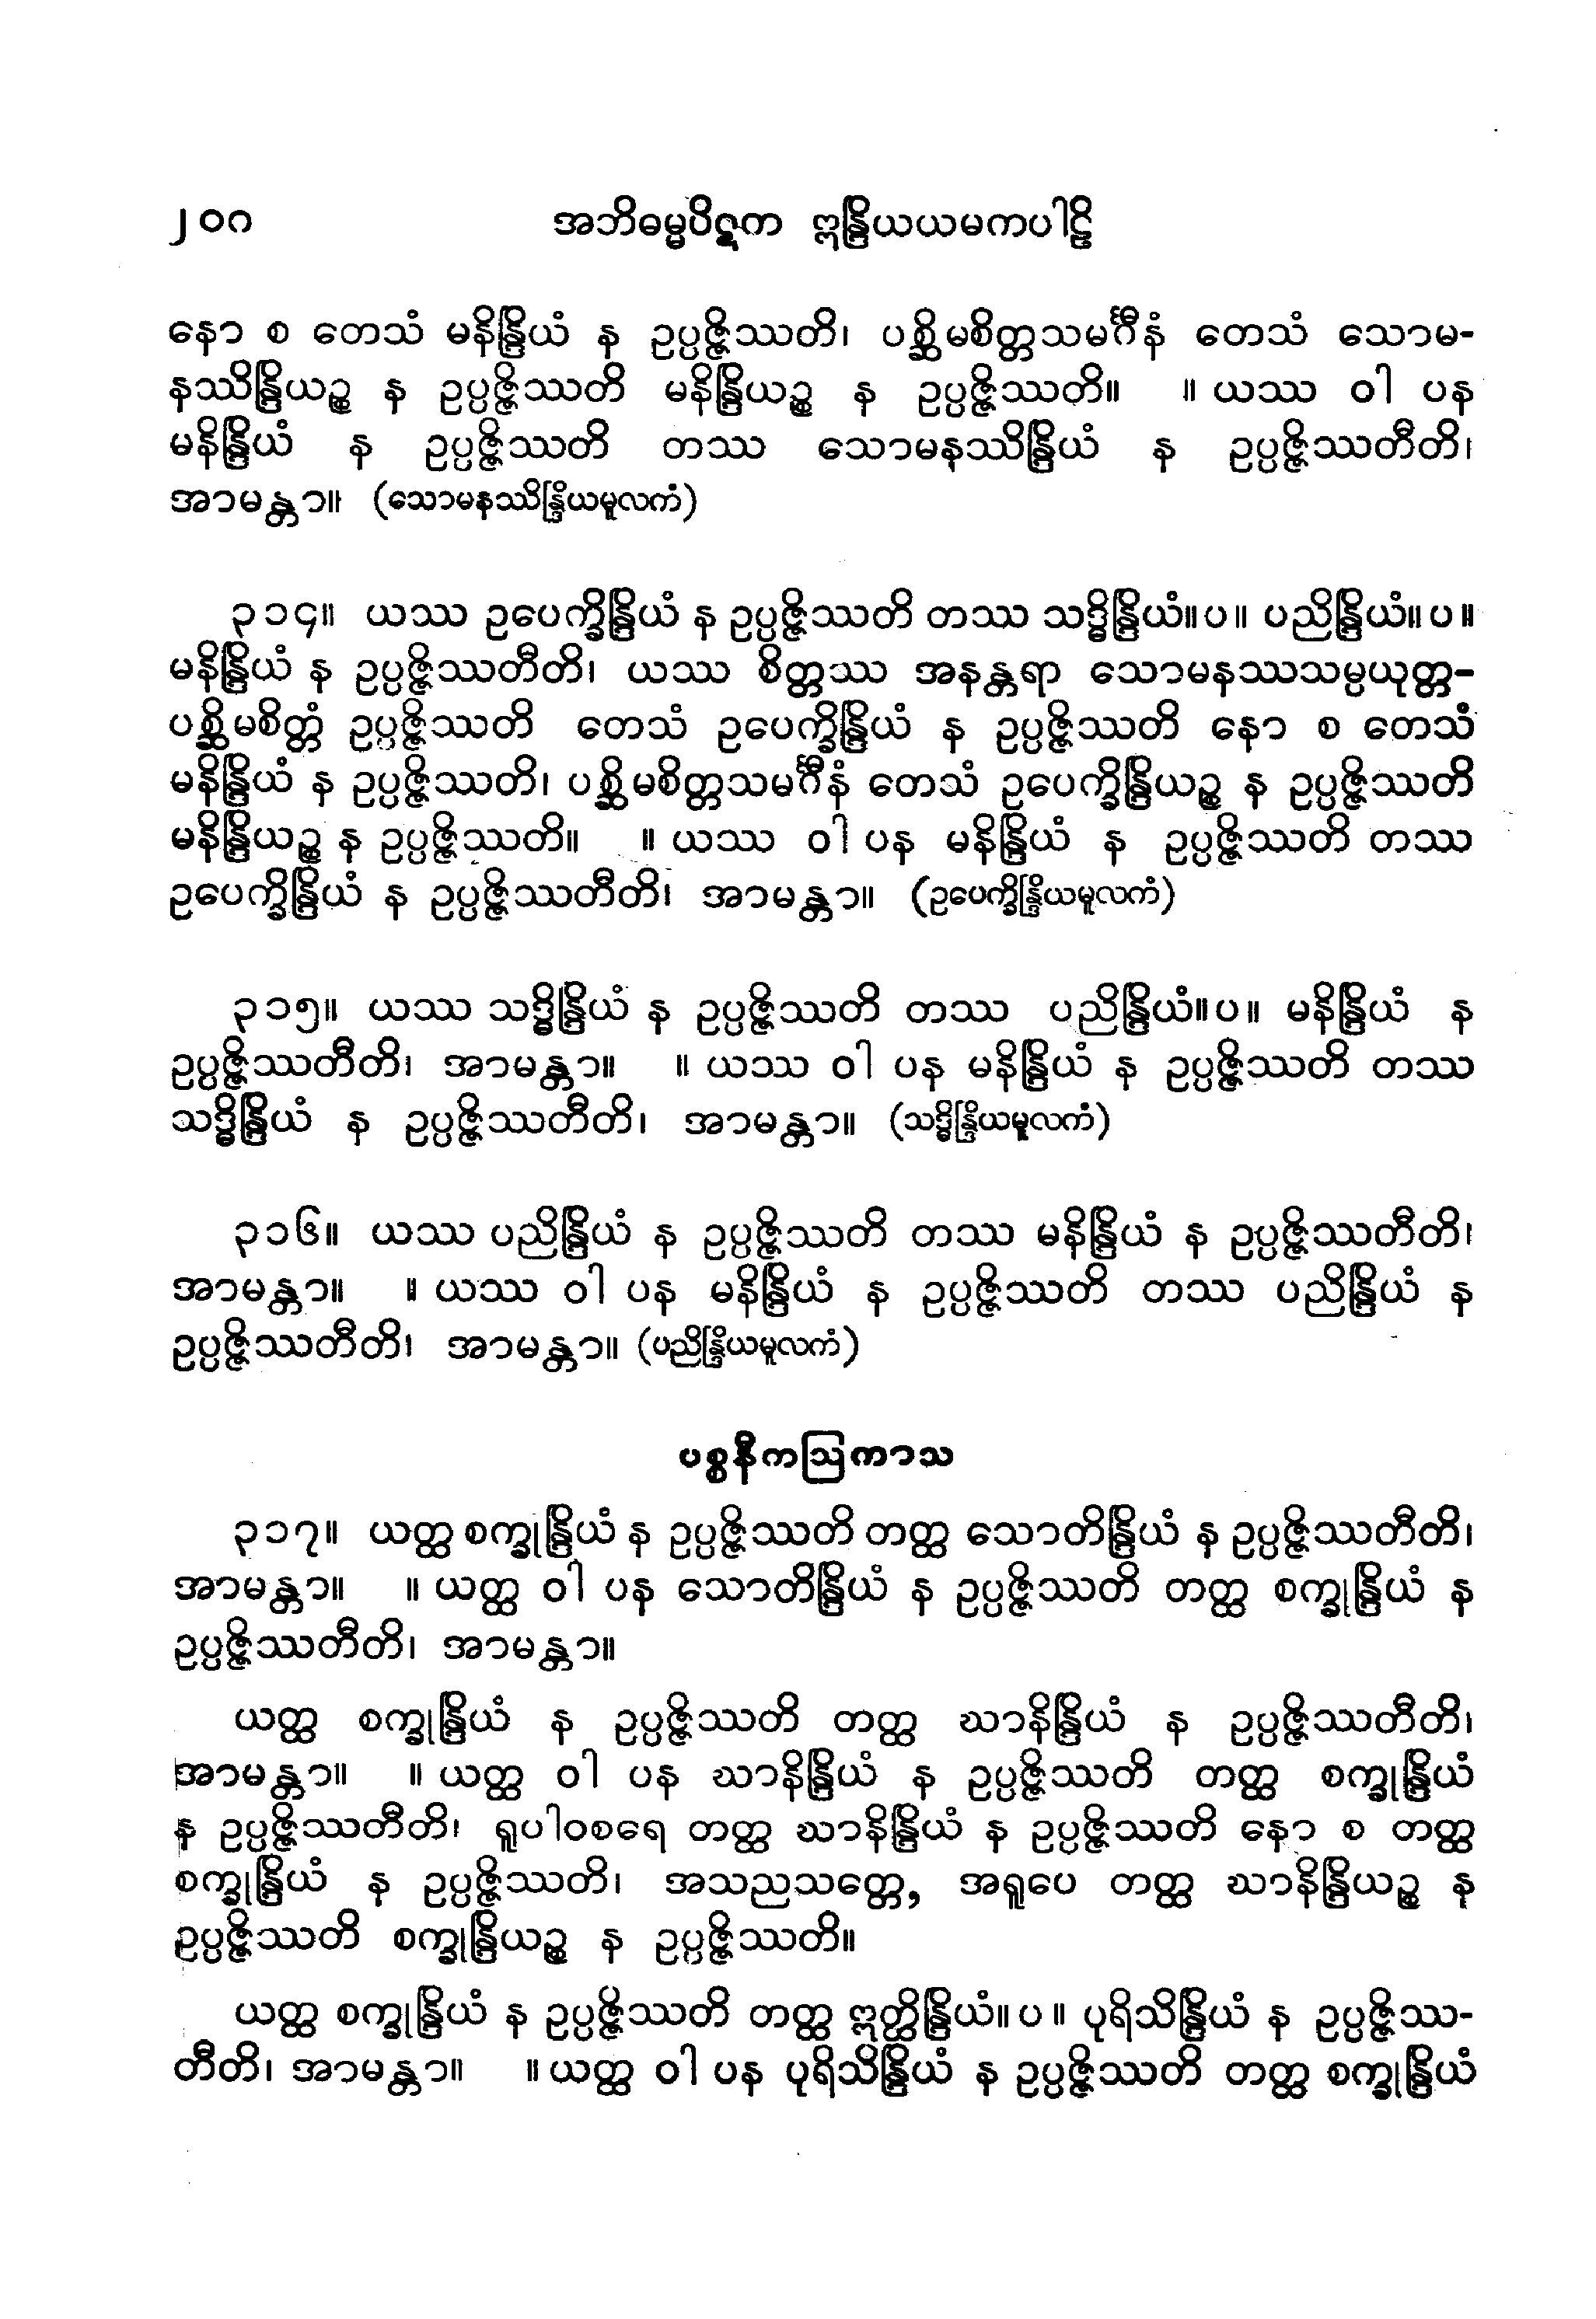 ၂၀ဂ အဘိဓမ္မပိဋက ဣန္ဒြိယယမကပါဠိ
နော စ တေသံ မနိန္ဒြိယံ န ဥပ္ပဇ္ဇိဿတိ၊ ပစ္ဆိမစိတ္တသမင်္ဂီနံ တေသံ သောမ-
နဿိန္ဒြိယဉ္စ န ဥပ္ပဇ္ဇိဿတိ မနိန္ဒြိယဉ္စ န ဥပ္ပဇ္ဇိဿတိ။ ။ ယဿ ဝါ ပန
မနိန္ဒြိယံ န ဥပ္ပဇ္ဇိဿတိ တဿ သောမနဿိန္ဒြိယံ န ဥပ္ပဇ္ဇိဿတီတိ၊
အာမန္တာ။ (သောမနဿိန္ဒြိယမူလကံ)
၃၁၄။ ယဿ ဥပေက္ခိန္ဒြိယံ န ဥပ္ပဇ္ဇိဿတိ တဿ သဒ္ဓိန္ဒြိယံ။ပ။ ပညိန္ဒြိယံ။ပ။
မနိန္ဒြိယံ န ဥပ္ပဇ္ဇိဿတီတိ၊ ယဿ စိတ္တဿ အနန္တရာ သောမနဿသမ္ပယုတ္တ-
ပစ္ဆိမစိတ္တံ ဥပ္ပဇ္ဇိဿတိ တေသံ ဥပေက္ခိန္ဒြိယံ န ဥပ္ပဇ္ဇိဿတိ နော စ တေသံ
မနိန္ဒြိယံ န ဥပ္ပဇ္ဇိဿတိ၊ ပစ္ဆိမစိတ္တသမင်္ဂီနံ တေသံ ဥပေက္ခိန္ဒြိယဉ္စ န ဥပ္ပဇ္ဇိဿတိ
မနိန္ဒြိယဉ္စ န ဥပ္ပဇ္ဇိဿတိ။ ။ ယဿ ဝါ ပန မနိန္ဒြိယံ န ဥပ္ပဇ္ဇိဿတိ တဿ
ဥပေက္ခိန္ဒြိယံ န ဥပ္ပဇ္ဇိဿတီတိ၊ အာမန္တာ။ (ဥပေက္ခိန္ဒြိယမူလကံ)
၃၁၅။ ယဿ သဒ္ဓိန္ဒြိယံ န ဥပ္ပဇ္ဇိဿတိ တဿ ပညိန္ဒြိယံ။ပ။ မနိန္ဒြိယံ န
ဥပ္ပဇ္ဇိဿတီတိ၊ အာမန္တာ။ ။ ယဿ ဝါ ပန မနိန္ဒြိယံ န ဥပ္ပဇ္ဇိဿတိ တဿ
သဒ္ဓိန္ဒြိယံ န ဥပ္ပဇ္ဇိဿတီတိ၊ အာမန္တာ။ (သဒ္ဓိန္ဒြိယမူလကံ)
၃၁၆။ ယဿ ပညိန္ဒြိယံ န ဥပ္ပဇ္ဇိဿတိ တဿ မနိန္ဒြိယံ န ဥပ္ပဇ္ဇိဿတီတိ၊
အာမန္တာ။ ။ ယဿ ဝါ ပန မနိန္ဒြိယံ န ဥပ္ပဇ္ဇိဿတိ တဿ ပညိန္ဒြိယံ န
ဥပ္ပဇ္ဇိဿတီတိ၊ အာမန္တာ။ (ပညိန္ဒြိယမူလကံ)
ပစ္စနီကဩကာသ
၃၁၇။ ယတ္ထ စက္ခုန္ဒြိယံ န ဥပ္ပဇ္ဇိဿတိ တတ္ထ သောတိန္ဒြိယံ န ဥပ္ပဇ္ဇိဿတီတိ၊
အာမန္တာ။ ။ ယတ္ထ ဝါ ပန သောတိန္ဒြိယံ န ဥပ္ပဇ္ဇိဿတိ တတ္ထ စက္ခုန္ဒြိယံ န
ဥပ္ပဇ္ဇိဿတီတိ၊ အာမန္တာ။
ယတ္ထ စက္ခုန္ဒြိယံ န ဥပ္ပဇ္ဇိဿတိ တတ္ထ ဃာနိန္ဒြိယံ န ဥပ္ပဇ္ဇိဿတီတိ၊
အာမန္တာ။ ။ ယတ္ထ ဝါ ပန ဃာနိန္ဒြိယံ န ဥပ္ပဇ္ဇိဿတိ တတ္ထ စက္ခုန္ဒြိယံ
န ဥပ္ပဇ္ဇိဿတီတိ၊ ရူပါဝစရေ တတ္ထ ဃာနိန္ဒြိယံ န ဥပ္ပဇ္ဇိဿတိ နော စ တတ္ထ
စက္ခုန္ဒြိယံ န ဥပ္ပဇ္ဇိဿတိ၊ အသညသတ္တေ, အရူပေ တတ္ထ ဃာနိန္ဒြိယဉ္စ န
ဥပ္ပဇ္ဇိဿတိ စက္ခုန္ဒြိယဉ္စ န ဥပ္ပဇ္ဇိဿတိ။
ယတ္ထ စက္ခုန္ဒြိယံ န ဥပ္ပဇ္ဇိဿတိ တတ္ထ ဣတ္ထိန္ဒြိယံ။ပ။ ပုရိသိန္ဒြိယံ န ဥပ္ပဇ္ဇိဿ-
တီတိ၊ အာမန္တာ။ ။ ယတ္ထ ဝါ ပန ပုရိသိန္ဒြိယံ န ဥပ္ပဇ္ဇိဿတိ တတ္ထ စက္ခုန္ဒြိယံ